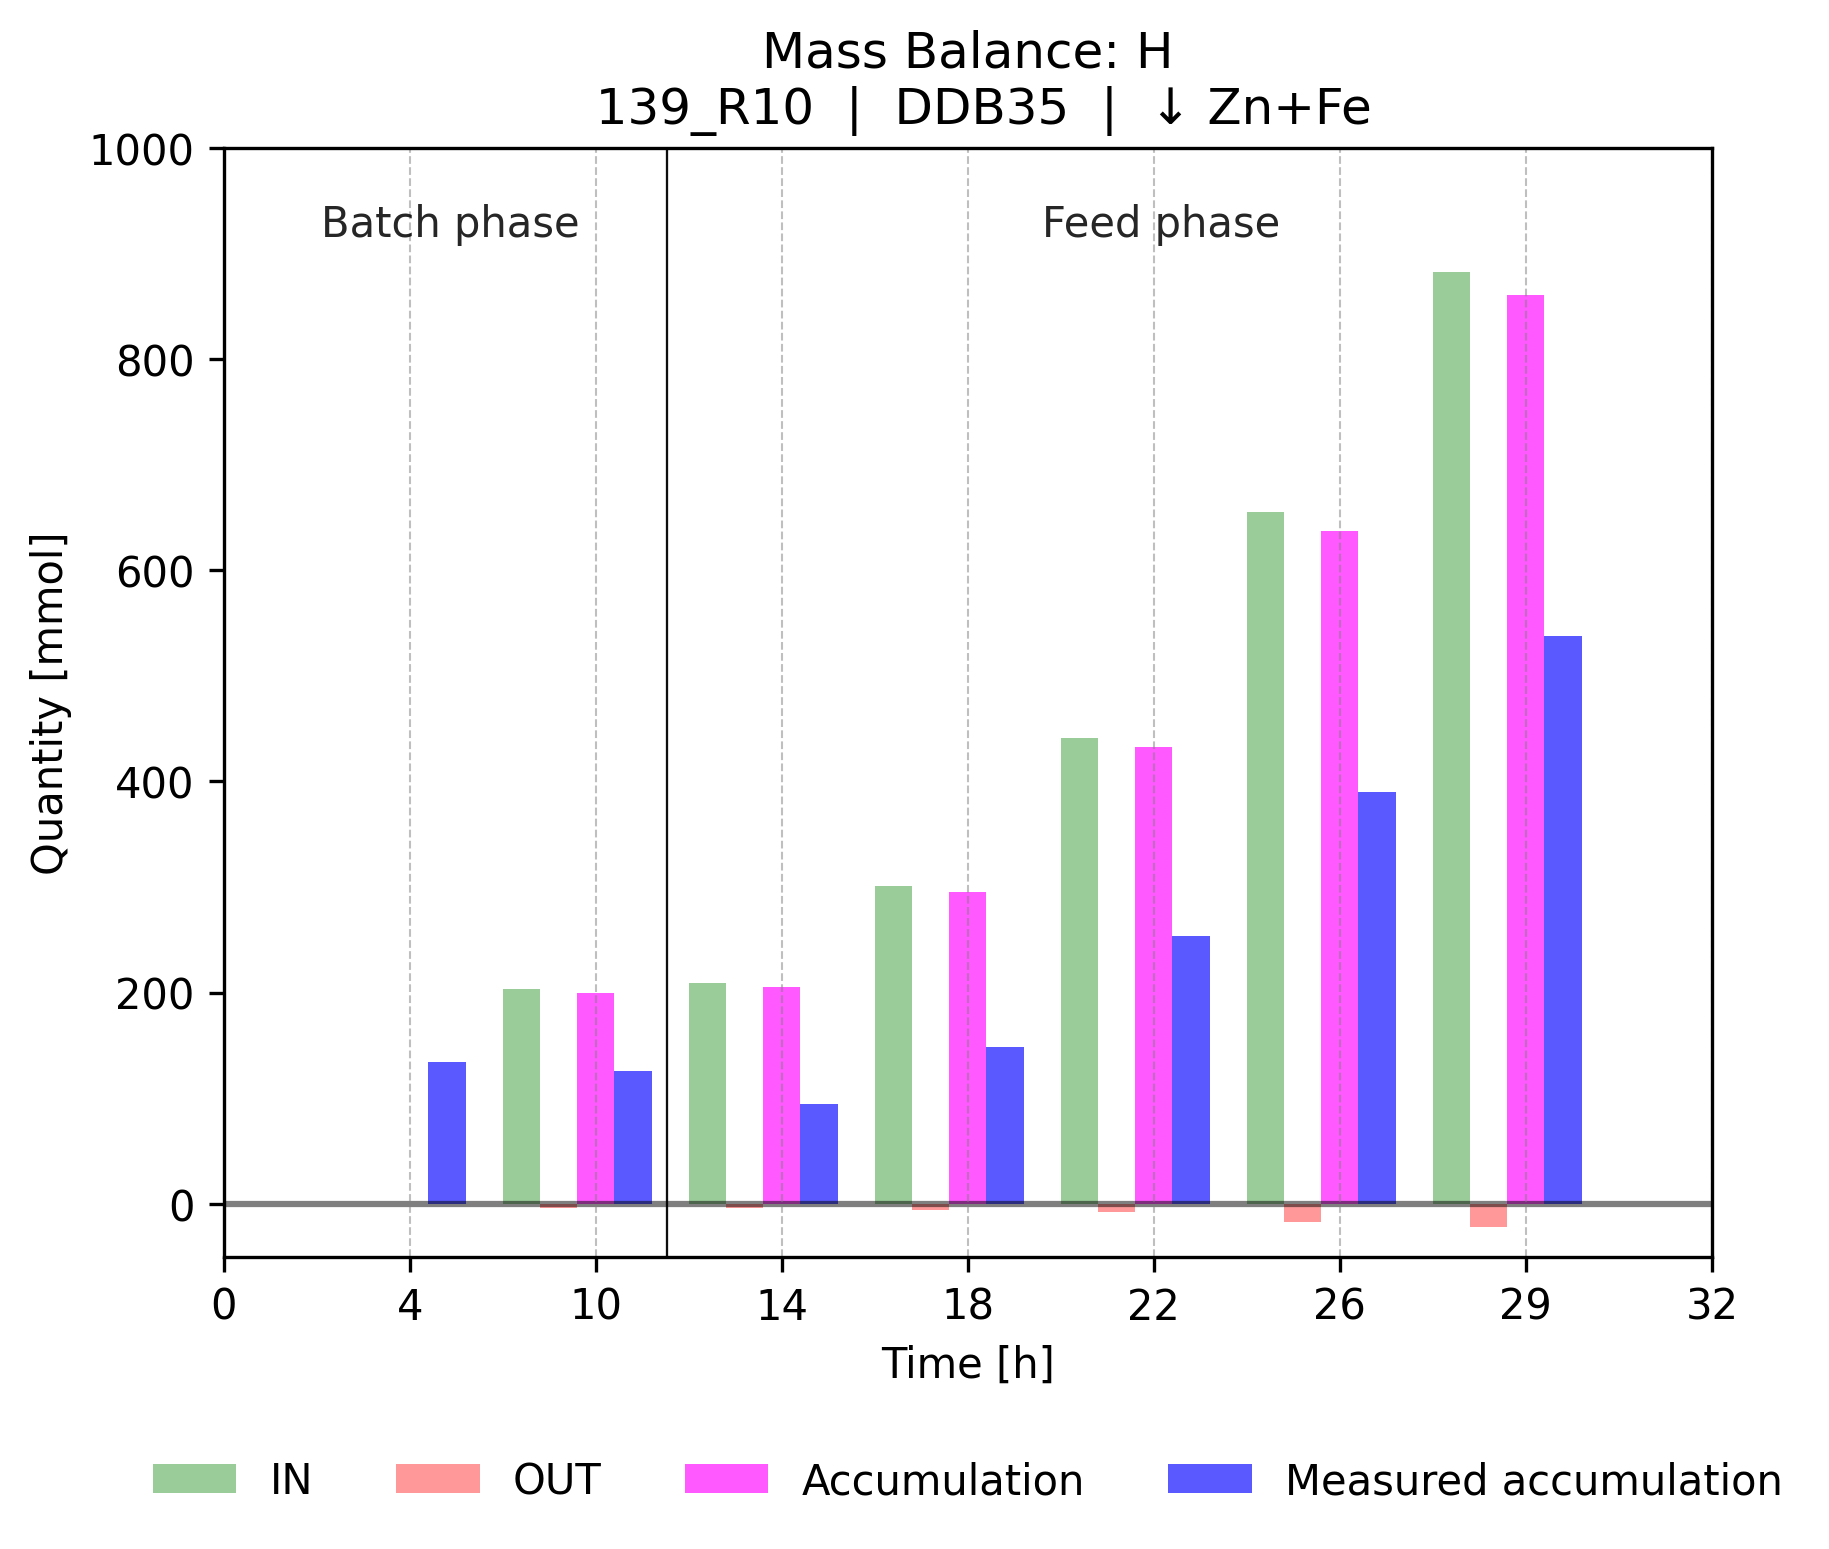 Mass Balance: H
139_R10 | DDB35 | ↓ Zn+Fe
1000
800
600
400
200
0
Quantity [mmol]
Batch phase
Feed phase
0 4 10 14 18 22 26 29 32
Time [h]
IN OUT Accumulation Measured accumulation